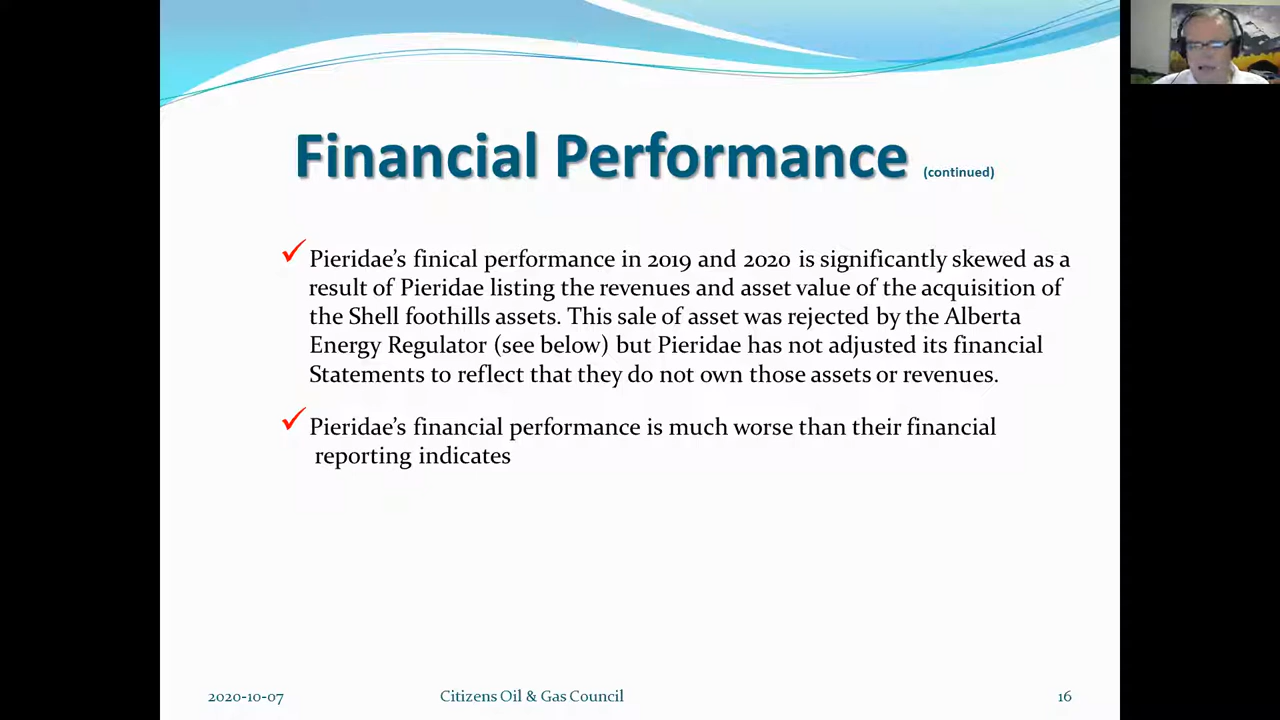 Financial Performance (continued)
✓ Pieridae's finical performance in 2019 and 2020 is significantly skewed as a
result of Pieridae listing the revenues and asset value of the acquisition of
the Shell foothills assets. This sale of asset was rejected by the Alberta
Energy Regulator (see below) but Pieridae has not adjusted its financial
Statements to reflect that they do not own those assets or revenues.
✓ Pieridae's financial performance is much worse than their financial
reporting indicates
2020-10-07 Citizens Oil & Gas Council 16